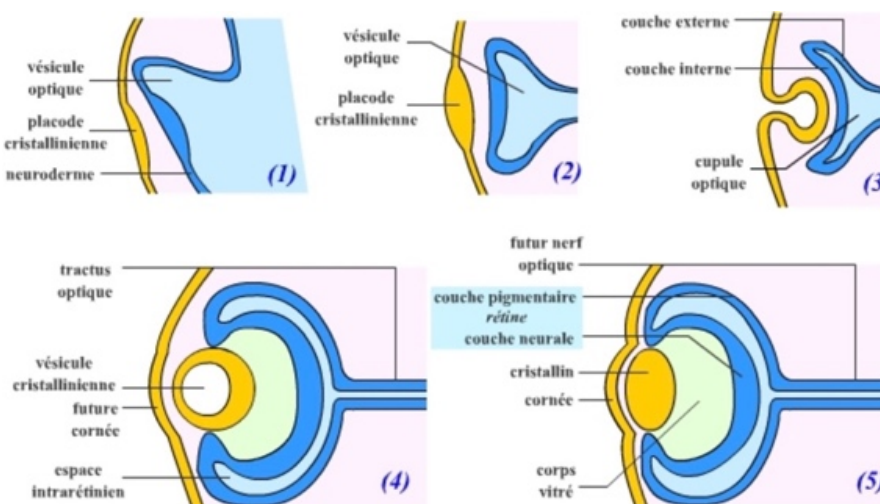 vésicule
optique
placode
cristallinienne
neuroderme
(1)
vésicule
optique
placode
cristallinienne
(2)
couche externe
couche interne
cupule
optique
(3
tractus
optique
vésicule
cristallinienne
future
cornée
espace
intrarétinien
(4)
futur nerf
optique
couche pigmentaire
rétine
couche neurale
cristallin
cornée
corps
vitré
(5)